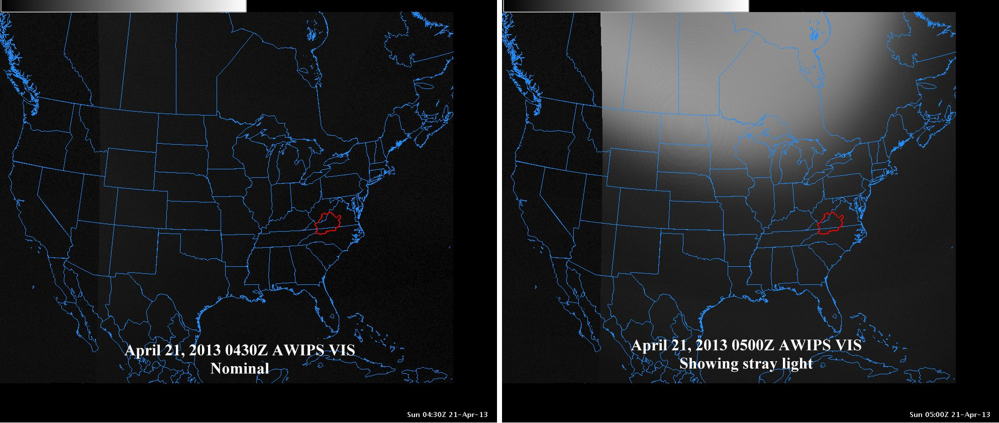 April 21, 2013 0430Z AWIPS VIS
Nominal
Sun 04:30Z 21-Apr-13
April 21, 2013 0500Z AWIPS VIS
Showing stray light
Sun 05:00Z 21-Apr-13